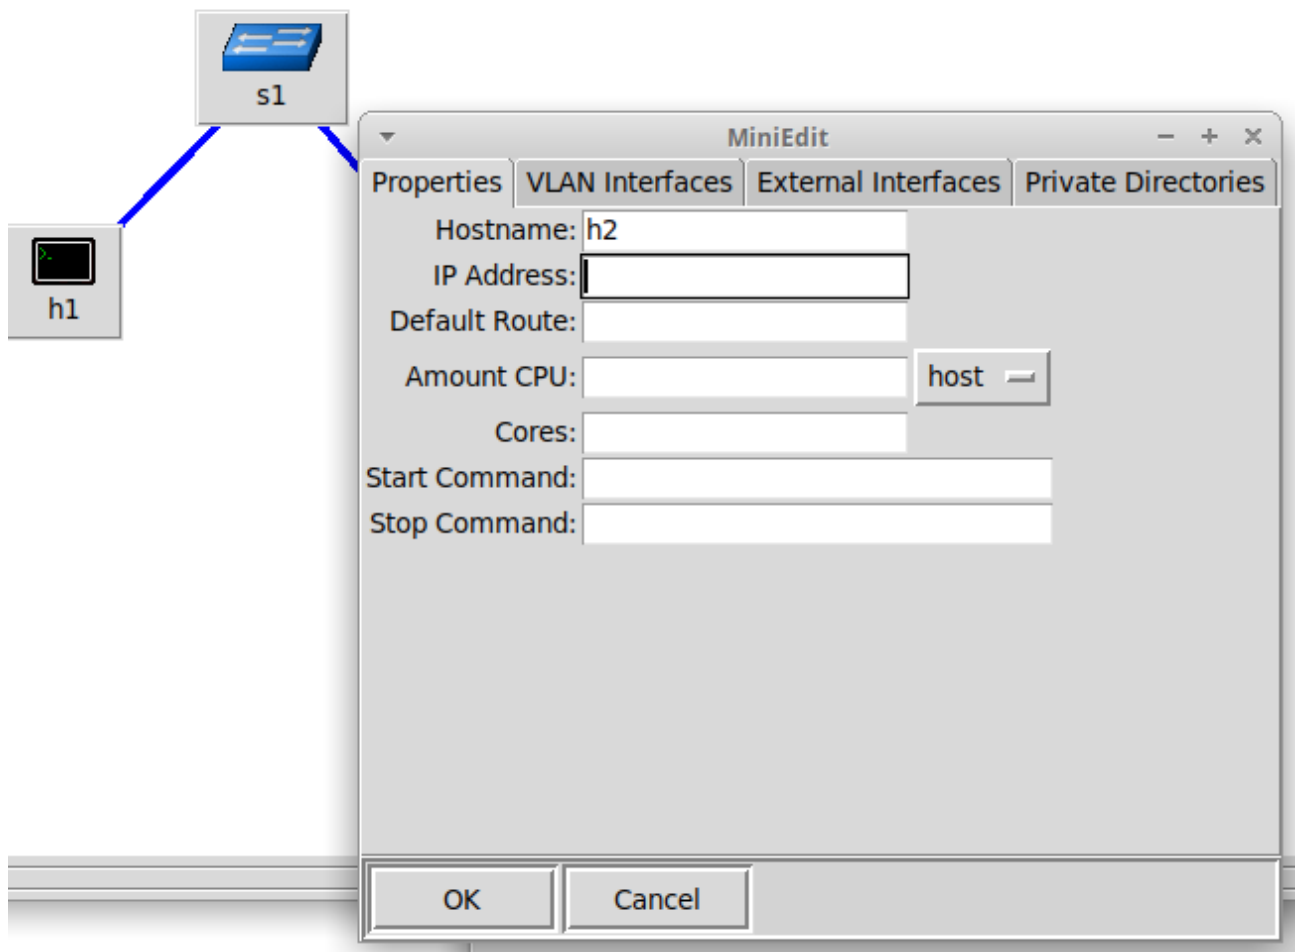 s1
h1
MiniEdit
Properties VLAN Interfaces External Interfaces Private Directories
Hostname: h2
IP Address:
Default Route:
Amount CPU: host
Cores:
Start Command:
Stop Command:
OK Cancel